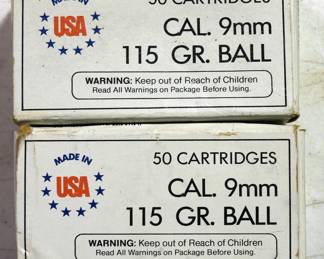 MADE IN
USA
50 CARTRIDGES
CAL. 9mm
115 GR. BALL
WARNING: Keep out of Reach of Children
Read All Warnings on Package Before Using.
MADE IN
USA
50 CARTRIDGES
CAL. 9mm
115 GR. BALL
WARNING: Keep out of Reach of Children
Read All Warnings on Package Before Using.